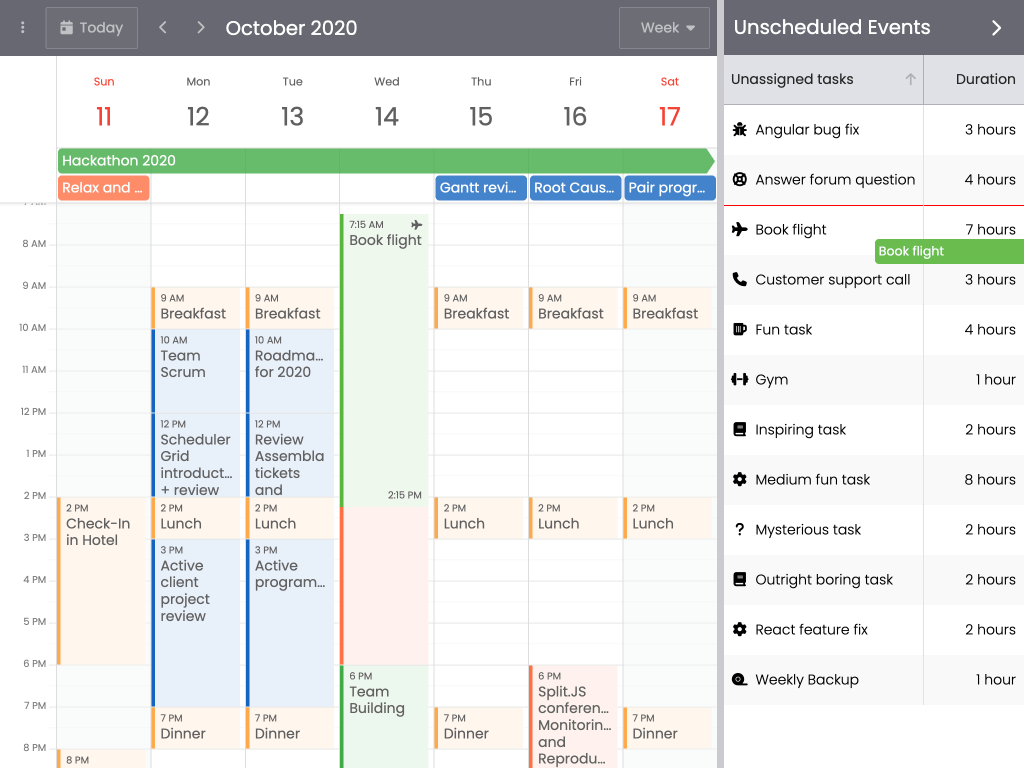 Today
October 2020
Week
Unscheduled Events
Sun
11
Mon
12
Tue
13
Wed
14
Thu
15
Fri
16
Sat
17
Hackathon 2020
Relax and ...
Gantt revi...
Root Caus...
Pair progr...
8 AM
9 AM
10 AM
11 AM
12 PM
1 PM
2 PM
3 PM
4 PM
5 PM
6 PM
7 PM
8 PM
2 PM
Check-In
in Hotel
8 PM
9 AM
Breakfast
10 AM
Team
Scrum
12 PM
Scheduler
Grid
introduct...
+ review
2 PM
Lunch
3 PM
Active
client
project
review
7 PM
Dinner
9 AM
Breakfast
10 AM
Roadma...
for 2020
12 PM
Review
Assembla
tickets
and
2 PM
Lunch
3 PM
Active
program...
7 PM
Dinner
7:15 AM
Book flight
2:15 PM
6 PM
Team
Building
9 AM
Breakfast
2 PM
Lunch
7 PM
Dinner
9 AM
Breakfast
2 PM
Lunch
6 PM
Split.JS
conferen...
Monitorin...
and
Reprodu...
9 AM
Breakfast
2 PM
Lunch
7 PM
Dinner
Unassigned tasks Duration
Angular bug fix 3 hours
Answer forum question 4 hours
Book flight 7 hours
Book flight
Customer support call 3 hours
Fun task 4 hours
Gym 1 hour
Inspiring task 2 hours
Medium fun task 8 hours
Mysterious task 2 hours
Outright boring task 2 hours
React feature fix 2 hours
Weekly Backup 1 hour